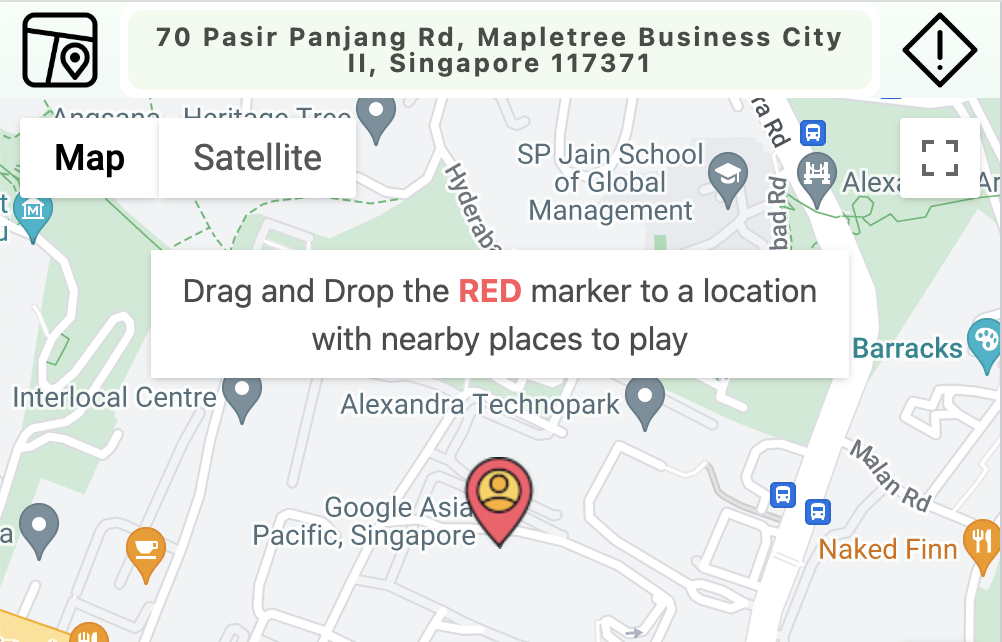 70 Pasir Panjang Rd, Mapletree Business City
II, Singapore 117371
Angsana
Heritage Tree
Map
Satellite
SP Jain School
of Global
Management
ra Rd
Hyderaba
bad Rd
Alexa
Ar
Drag and Drop the RED marker to a location
with nearby places to play
Barracks
Interlocal Centre
Alexandra Technopark
Malan Rd
Google Asia
Pacific, Singapore
Naked Finn